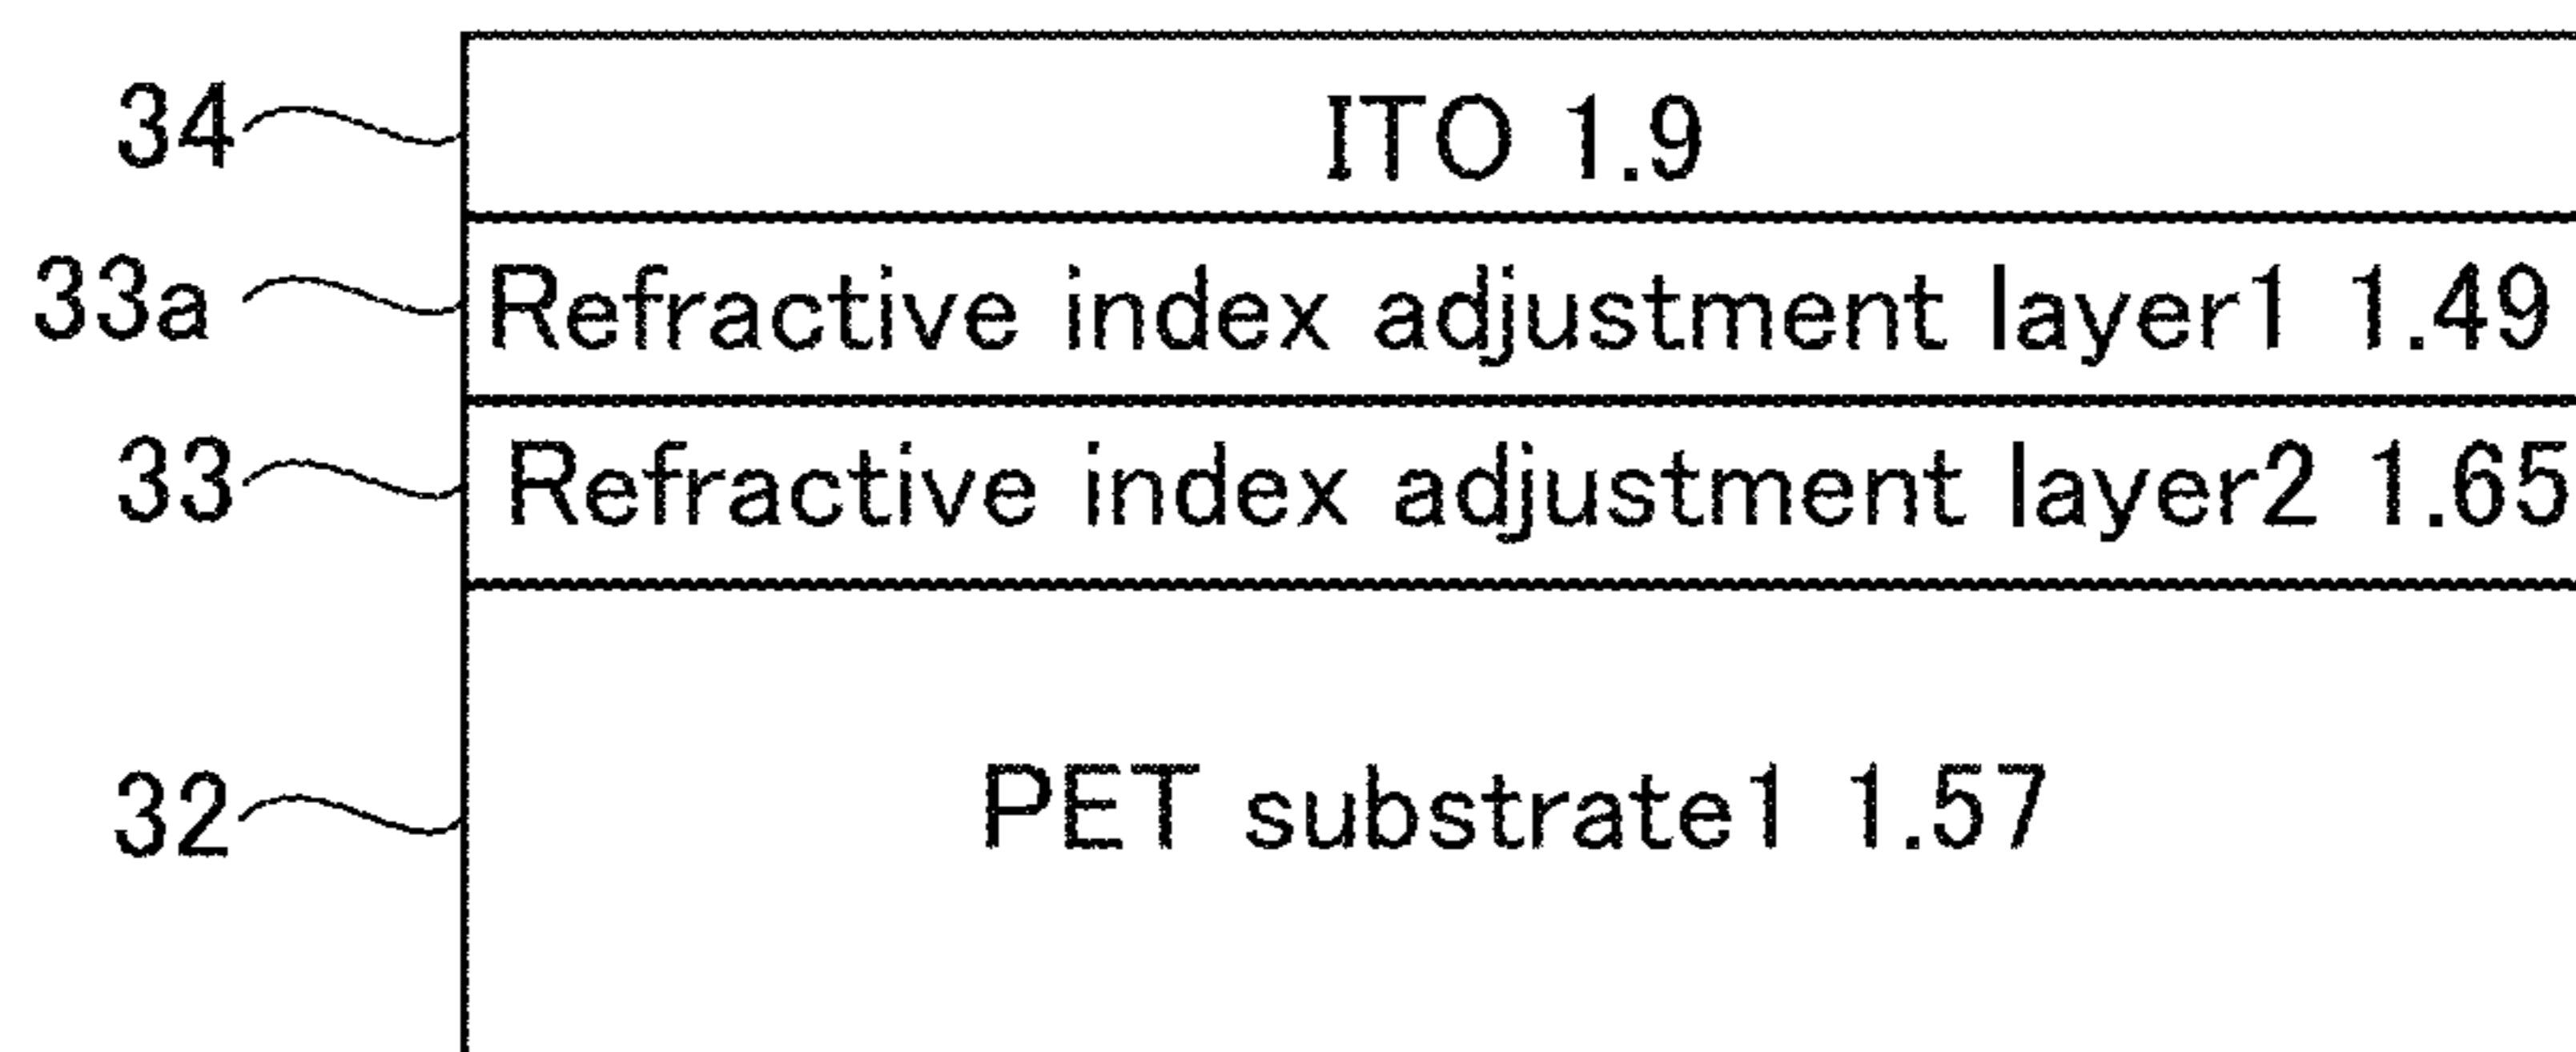 34 ITO 1.9
33a Refractive index adjustment layer1 1.49
33 Refractive index adjustment layer2 1.65
32 PET substrate1 1.57